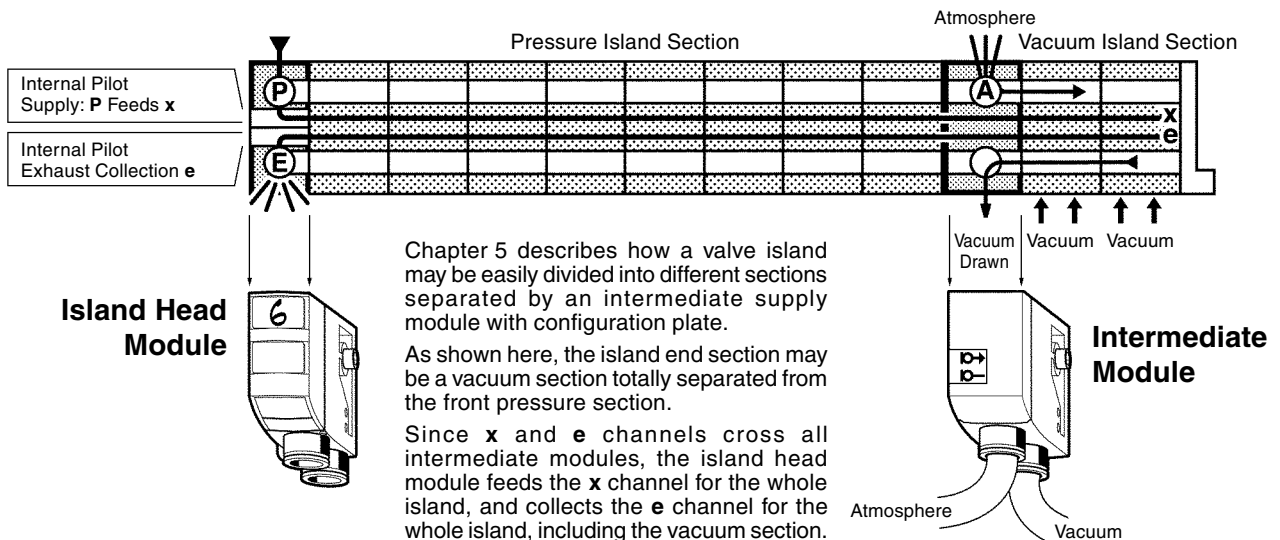 Atmosphere
Pressure Island Section
Vacuum Island Section
Internal Pilot
Supply: P Feeds x
P
A
x
e
Internal Pilot
Exhaust Collection e
E
Vacuum
Drawn
Vacuum
Vacuum
Island Head
Module
6
Chapter 5 describes how a valve island
may be easily divided into different sections
separated by an intermediate supply
module with configuration plate.
As shown here, the island end section may
be a vacuum section totally separated from
the front pressure section.
Since x and e channels cross all
intermediate modules, the island head
module feeds the x channel for the whole
island, and collects the e channel for the
whole island, including the vacuum section.
Intermediate
Module
Atmosphere
Vacuum